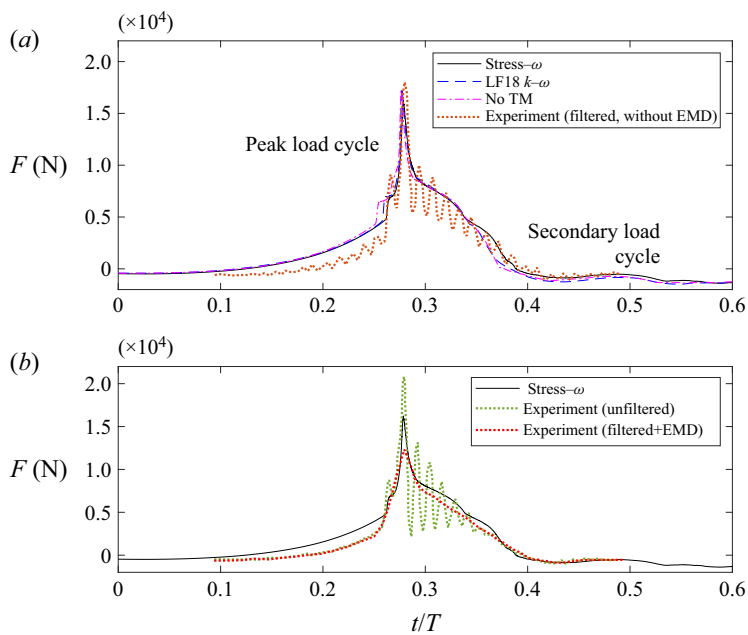 (×10⁴)
(a)
2.0
1.5
1.0
0.5
0
F (N)
Stress–ω
LF18 k–ω
No TM
Experiment (filtered, without EMD)
Peak load cycle
Secondary load
cycle
0 0.1 0.2 0.3 0.4 0.5 0.6
(×10⁴)
(b)
2.0
1.5
1.0
0.5
0
F (N)
Stress–ω
Experiment (unfiltered)
Experiment (filtered+EMD)
0 0.1 0.2 0.3 0.4 0.5 0.6
t/T